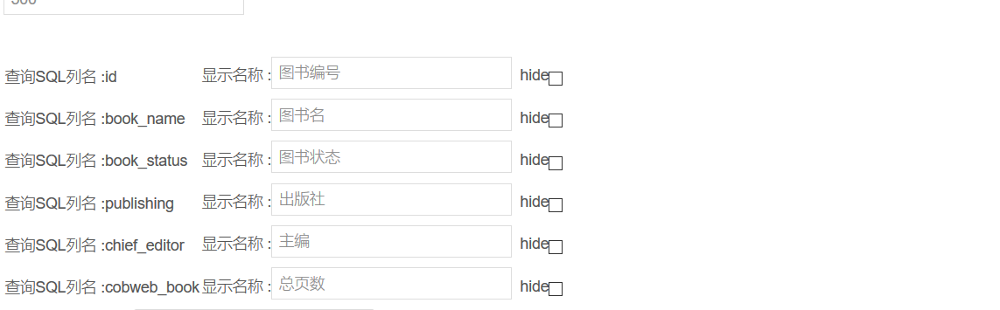 查询SQL列名 :id 显示名称 : 图书编号 hide
查询SQL列名 :book_name 显示名称 : 图书名 hide
查询SQL列名 :book_status 显示名称 : 图书状态 hide
查询SQL列名 :publishing 显示名称 : 出版社 hide
查询SQL列名 :chief_editor 显示名称 : 主编 hide
查询SQL列名 :cobweb_book 显示名称 : 总页数 hide